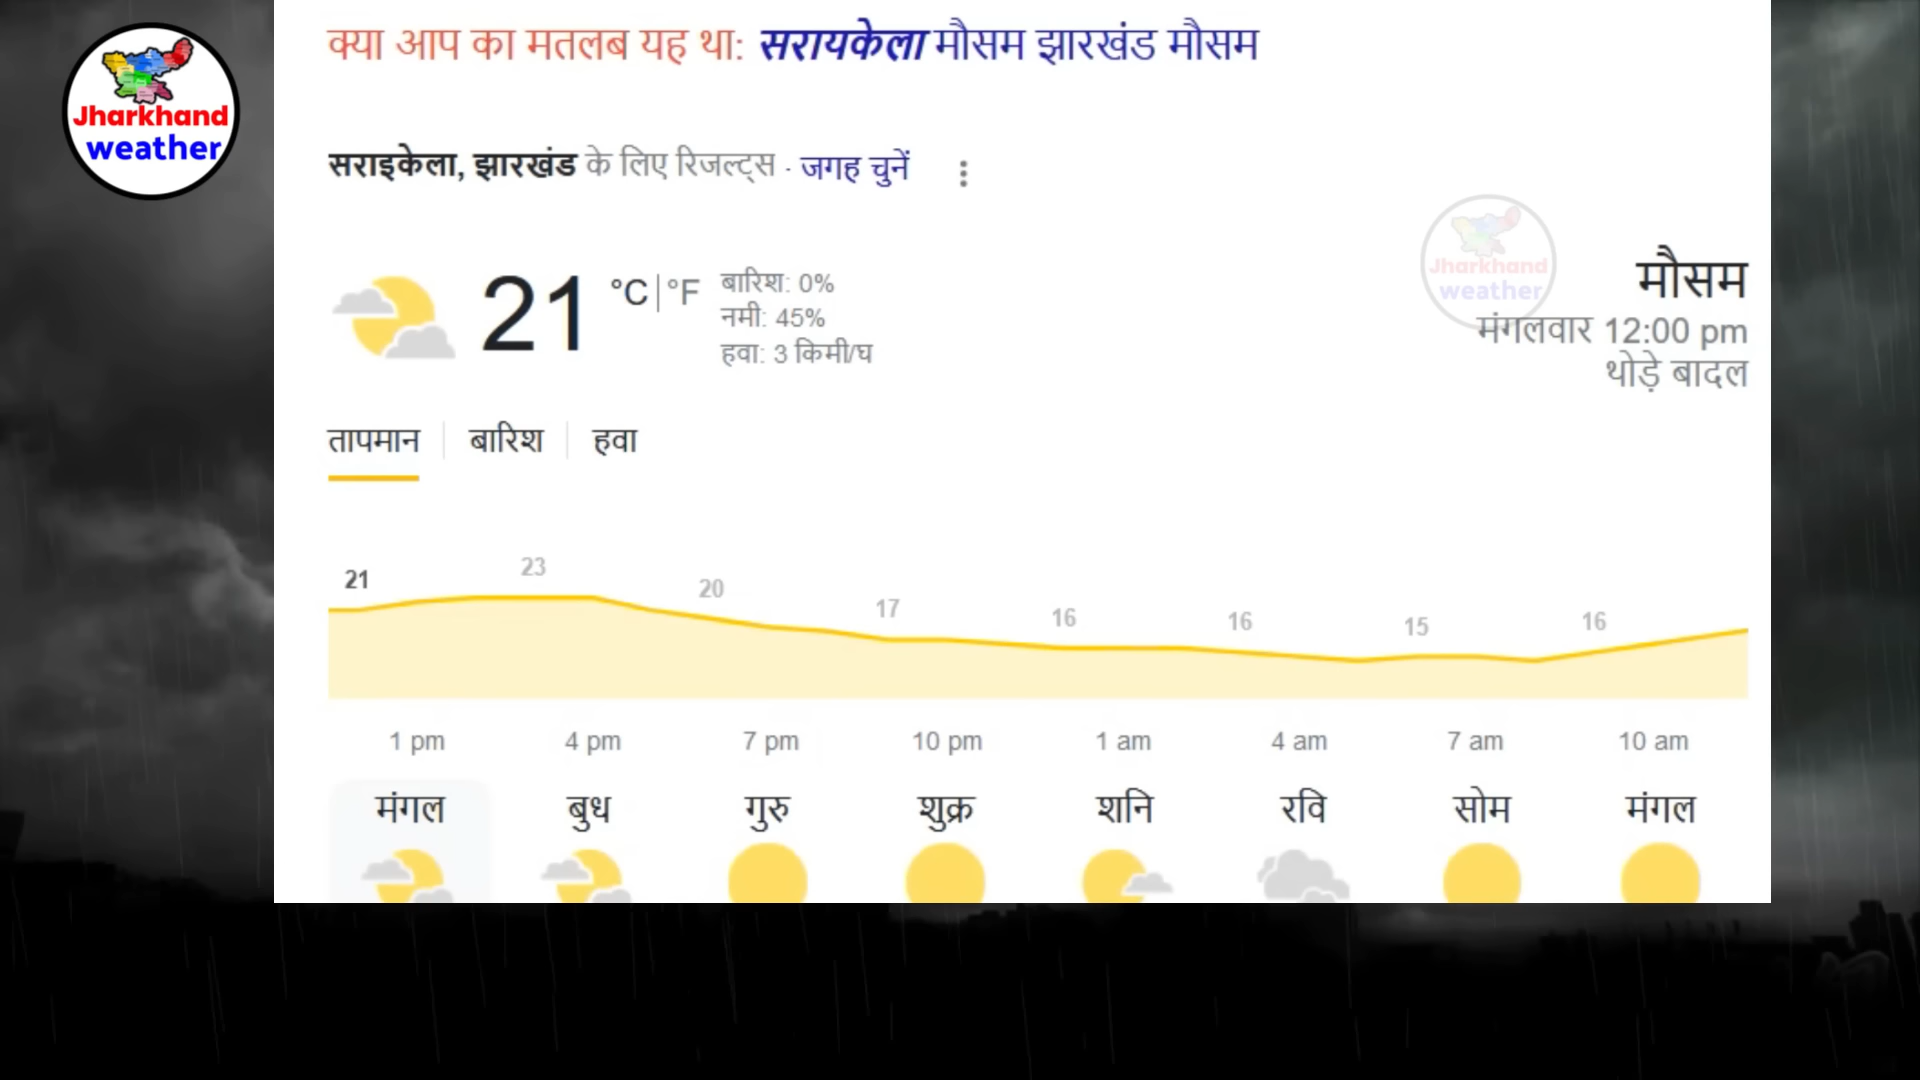 Jharkhand
weather
क्या आप का मतलब यह था: सरायकेला मौसम झारखंड मौसम
सराइकेला, झारखंड के लिए रिजल्ट्स · जगह चुनें
21 °C | °F
बारिश: 0%
नमी: 45%
हवा: 3 किमी/घ
Jharkhand
weather
मौसम
मंगलवार 12:00 pm
थोड़े बादल
तापमान | बारिश | हवा
21 23 20 17 16 16 15 16
1 pm 4 pm 7 pm 10 pm 1 am 4 am 7 am 10 am
मंगल बुध गुरु शुक्र शनि रवि सोम मंगल